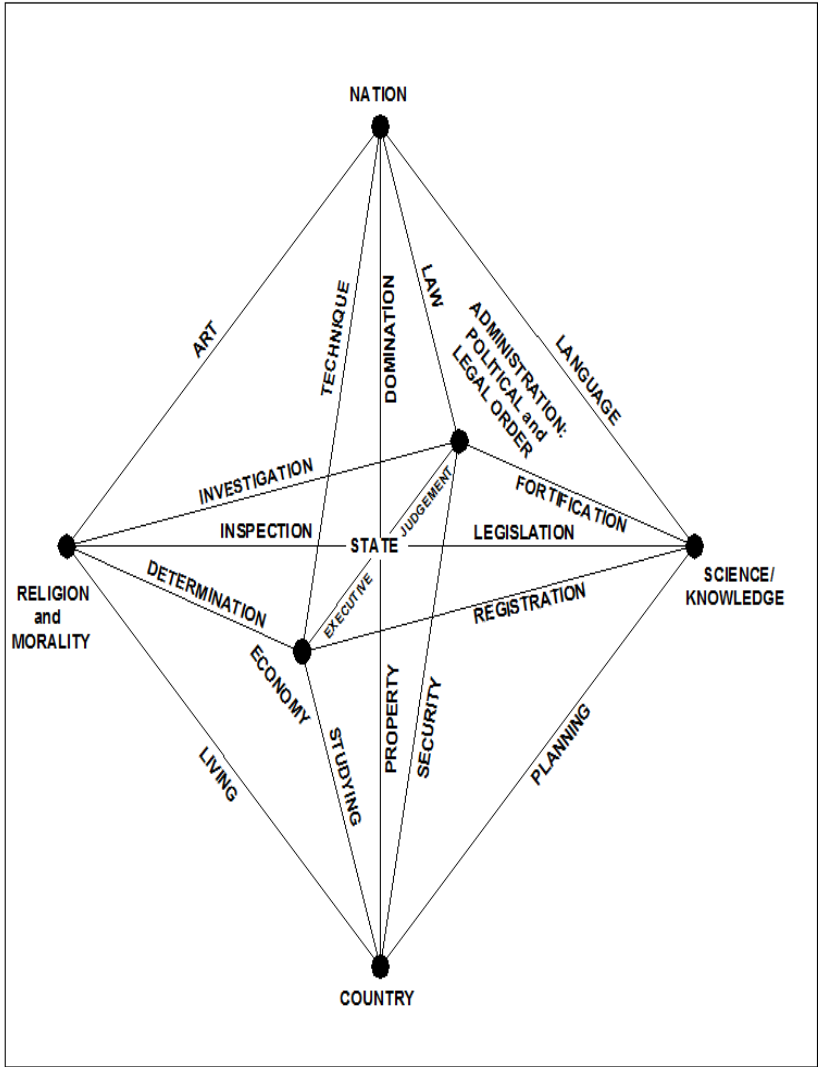 NATION
ART
TECHNIQUE
DOMINATION
LAW
ADMINISTRATION:
POLITICAL and
LEGAL ORDER
LANGUAGE
INVESTIGATION
JUDGEMENT
FORTIFICATION
INSPECTION
STATE
LEGISLATION
DETERMINATION
EXECUTIVE
REGISTRATION
RELIGION
and
MORALITY
SCIENCE/
KNOWLEDGE
ECONOMY
STUDYING
PROPERTY
SECURITY
LIVING
PLANNING
COUNTRY